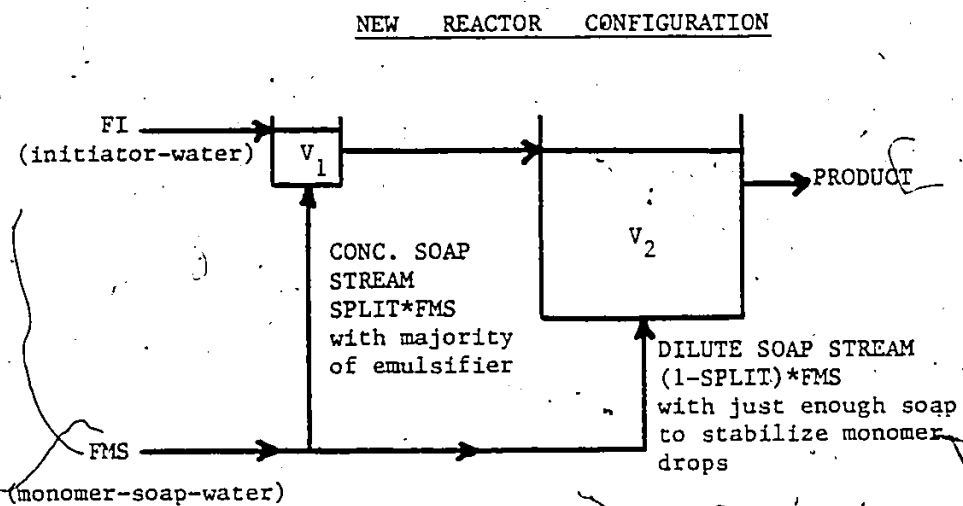 NEW REACTOR CONFIGURATION
FI
(initiator-water)
V1
PRODUCT
V2
CONC. SOAP
STREAM
SPLIT*FMS
with majority
of emulsifier
DILUTE SOAP STREAM
(1-SPLIT)*FMS
with just enough soap
to stabilize monomer
drops
FMS
(monomer-soap-water)